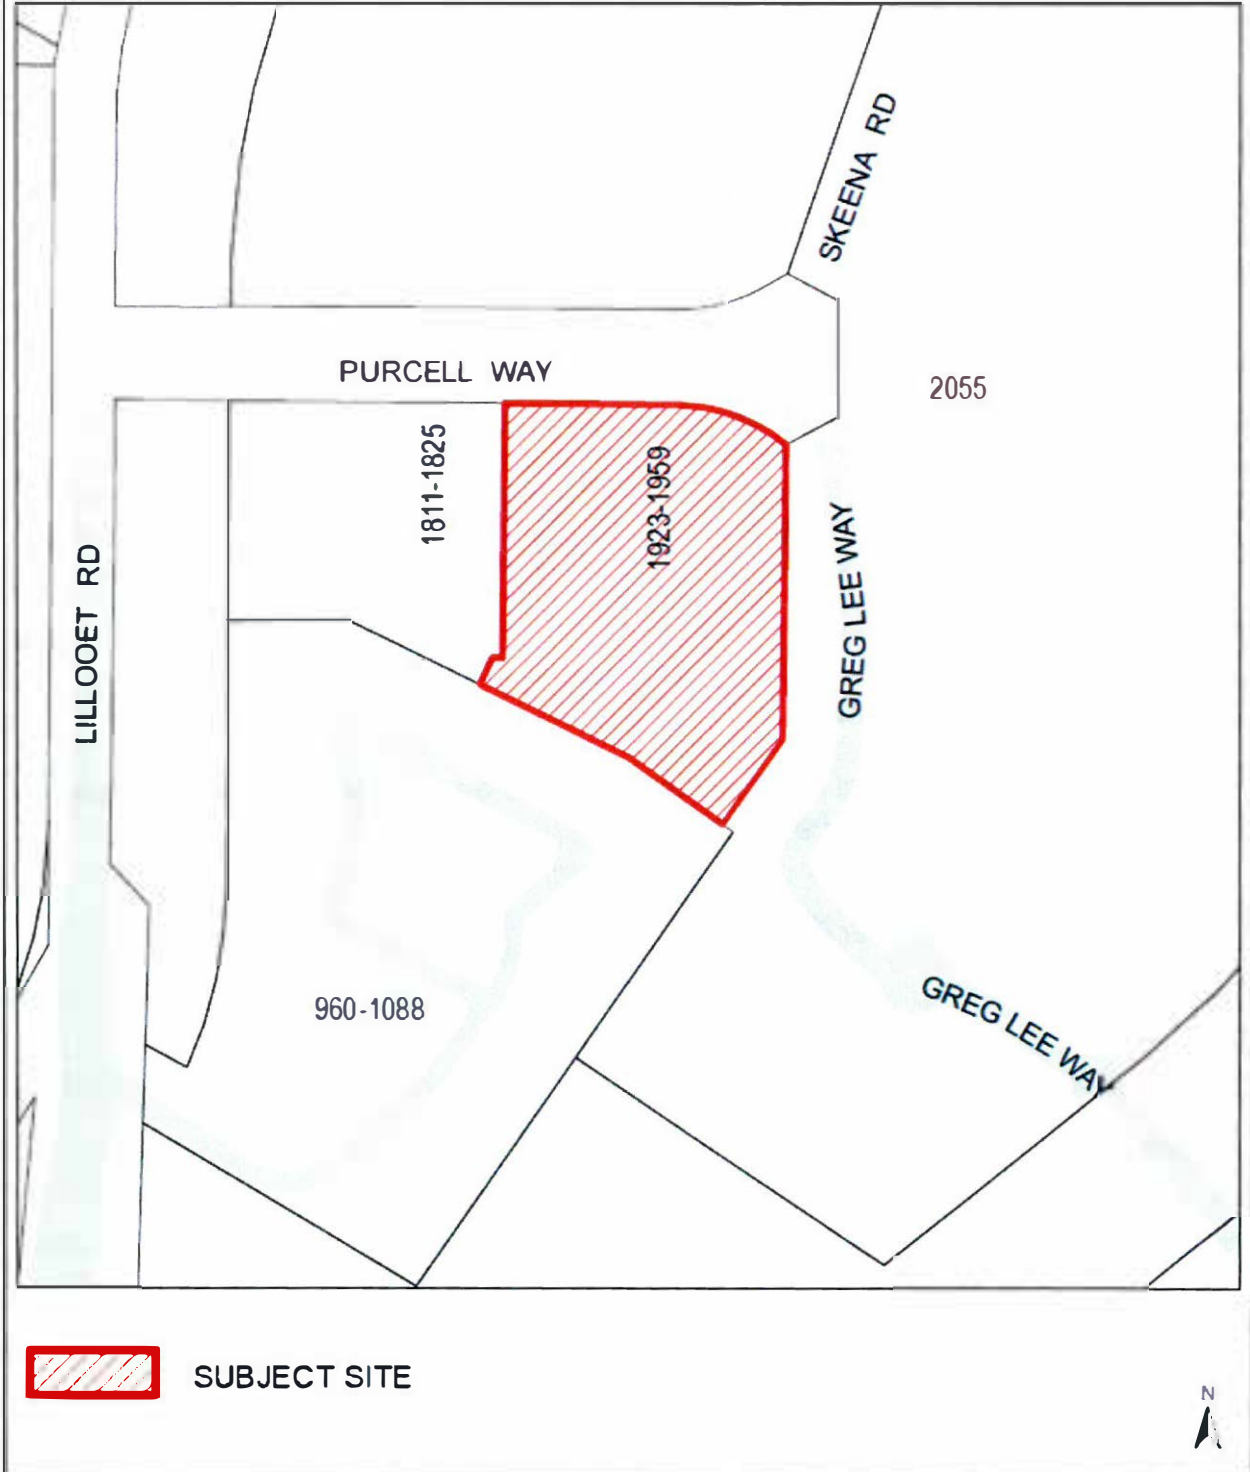 SKEENA RD
PURCELL WAY
2055
1811-1825
1923-1959
GREG LEE WAY
LILLOOET RD
GREG LEE WAY
960-1088
SUBJECT SITE
N